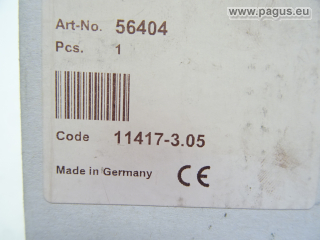 www.pagus.eu
Art-No. 56404
Pcs. 1
Code 11417-3.05
Made in Germany CE